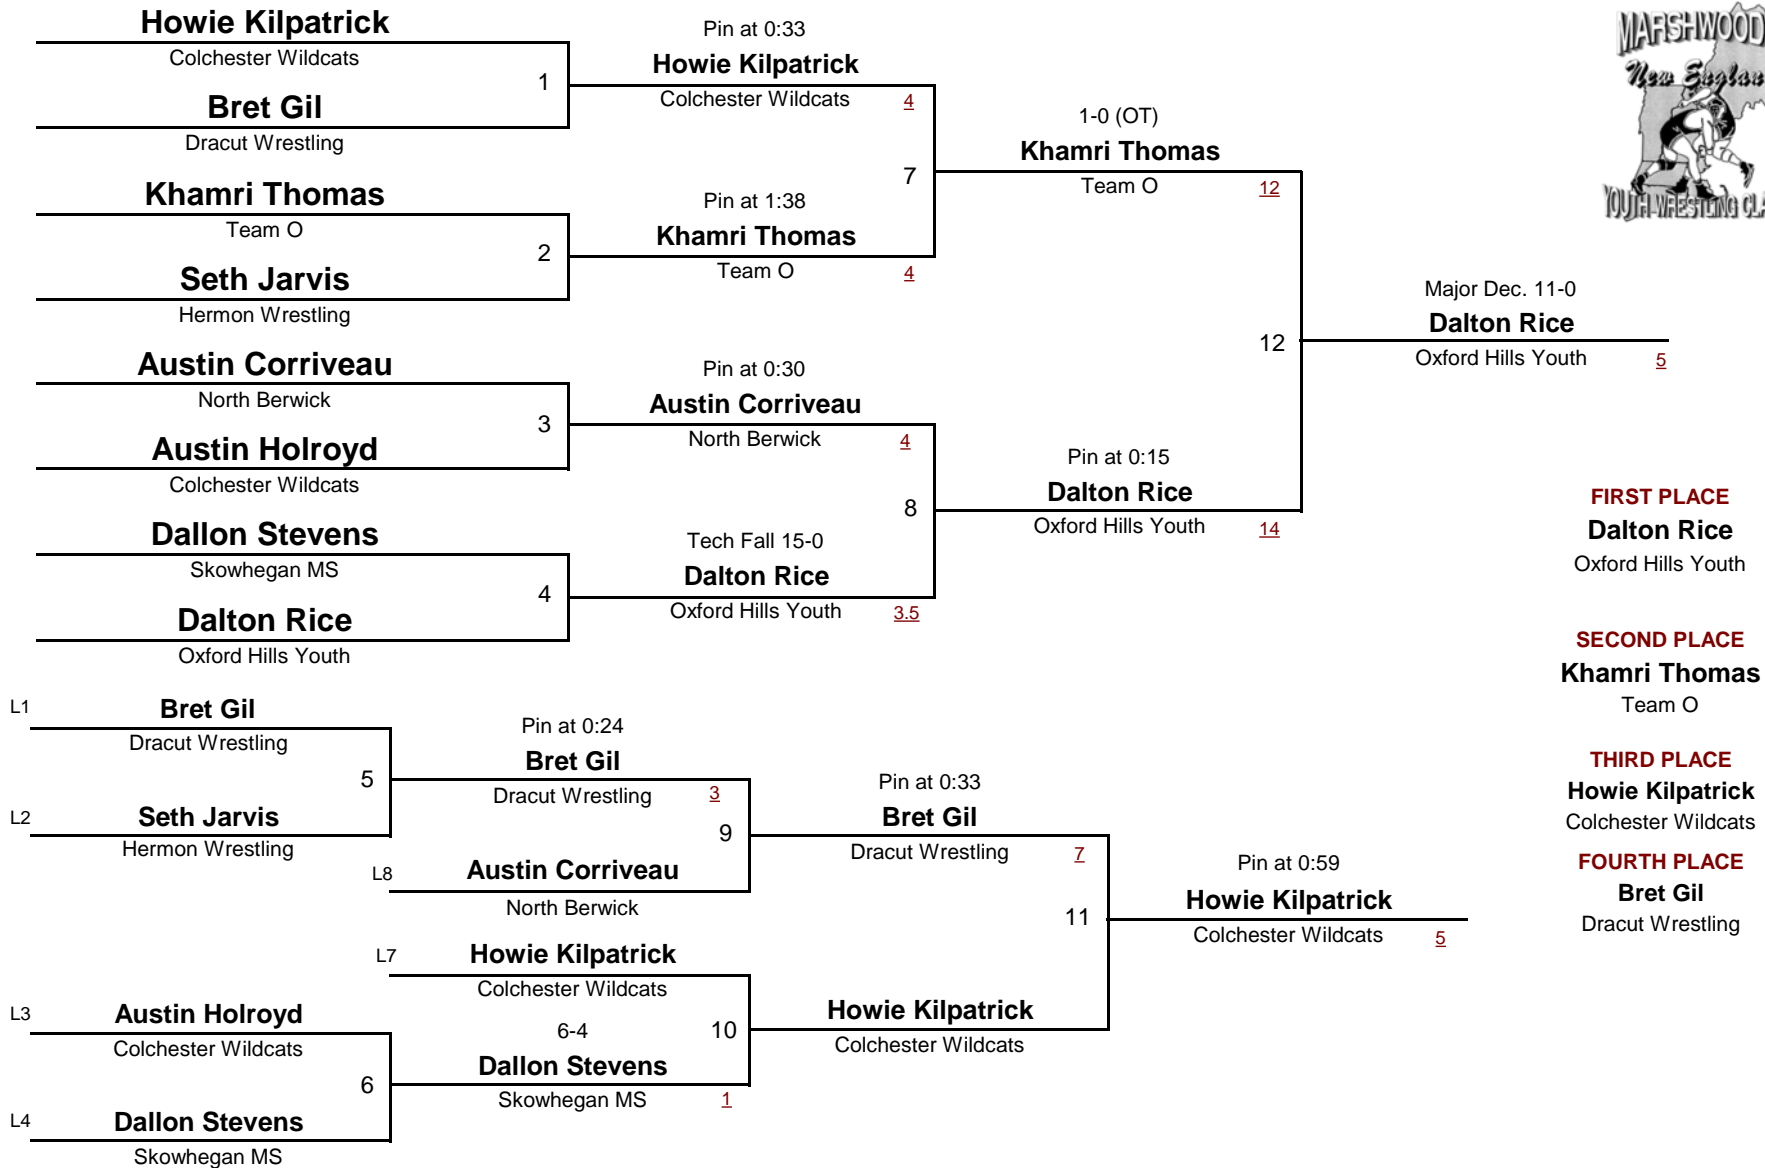 Howie Kilpatrick
Colchester Wildcats
1
Bret Gil
Dracut Wrestling
Khamri Thomas
Team O
2
Seth Jarvis
Hermon Wrestling
Austin Corriveau
North Berwick
3
Austin Holroyd
Colchester Wildcats
Dallon Stevens
Skowhegan MS
4
Dalton Rice
Oxford Hills Youth
Pin at 0:33
Howie Kilpatrick
Colchester Wildcats 4
7
Pin at 1:38
Khamri Thomas
Team O 4
Pin at 0:30
Austin Corriveau
North Berwick 4
8
Tech Fall 15-0
Dalton Rice
Oxford Hills Youth 3.5
1-0 (OT)
Khamri Thomas
Team O 12
12
Pin at 0:15
Dalton Rice
Oxford Hills Youth 14
Major Dec. 11-0
Dalton Rice
Oxford Hills Youth 5
MARSHWOOD
New Englan
YOUTH WRESTLING CLA
FIRST PLACE
Dalton Rice
Oxford Hills Youth
SECOND PLACE
Khamri Thomas
Team O
THIRD PLACE
Howie Kilpatrick
Colchester Wildcats
FOURTH PLACE
Bret Gil
Dracut Wrestling
L1 Bret Gil
Dracut Wrestling
5
L2 Seth Jarvis
Hermon Wrestling
Pin at 0:24
Bret Gil
Dracut Wrestling 3
9
L8 Austin Corriveau
North Berwick
L7 Howie Kilpatrick
Colchester Wildcats
10
6-4
Dallon Stevens
Skowhegan MS 1
L3 Austin Holroyd
Colchester Wildcats
6
L4 Dallon Stevens
Skowhegan MS
Pin at 0:33
Bret Gil
Dracut Wrestling 7
11
Howie Kilpatrick
Colchester Wildcats
Pin at 0:59
Howie Kilpatrick
Colchester Wildcats 5